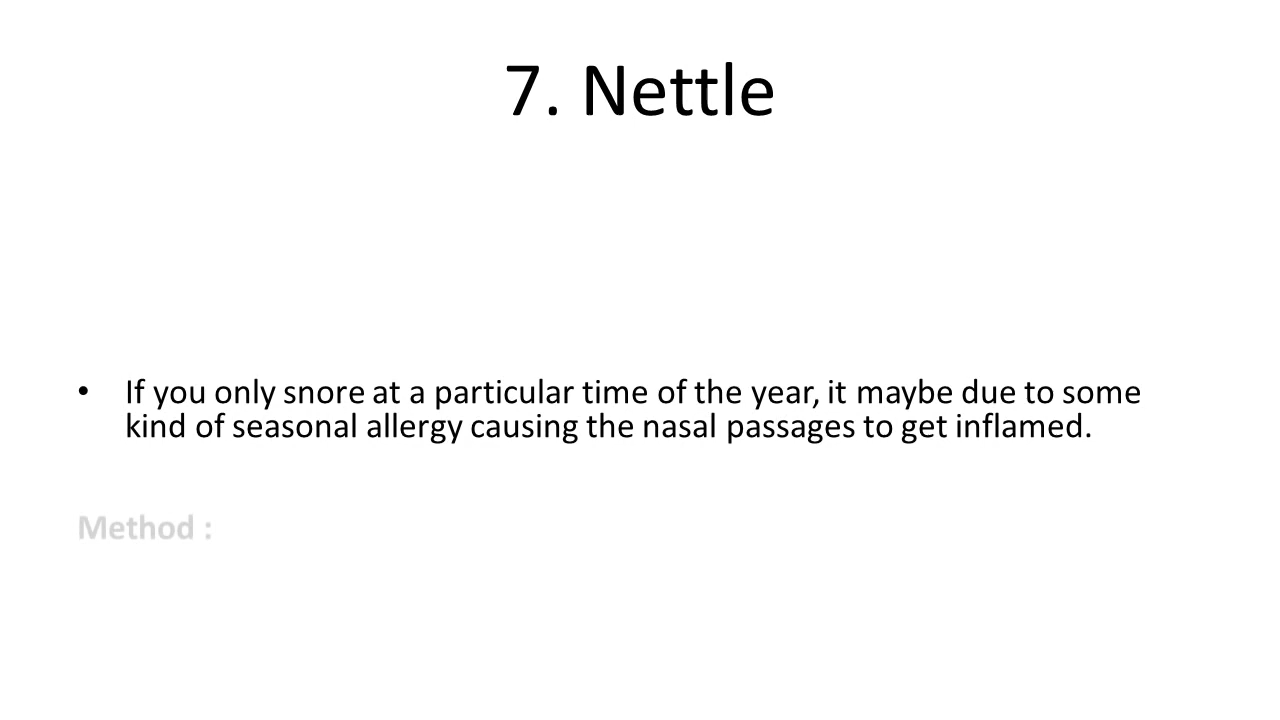 7. Nettle
• If you only snore at a particular time of the year, it maybe due to some
kind of seasonal allergy causing the nasal passages to get inflamed.
Method :